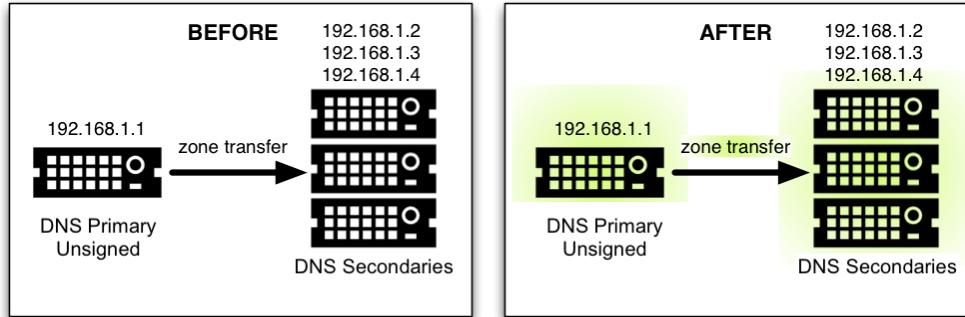 BEFORE
192.168.1.2
192.168.1.3
192.168.1.4
192.168.1.1
zone transfer
DNS Primary
Unsigned
DNS Secondaries
AFTER
192.168.1.2
192.168.1.3
192.168.1.4
192.168.1.1
zone transfer
DNS Primary
Unsigned
DNS Secondaries